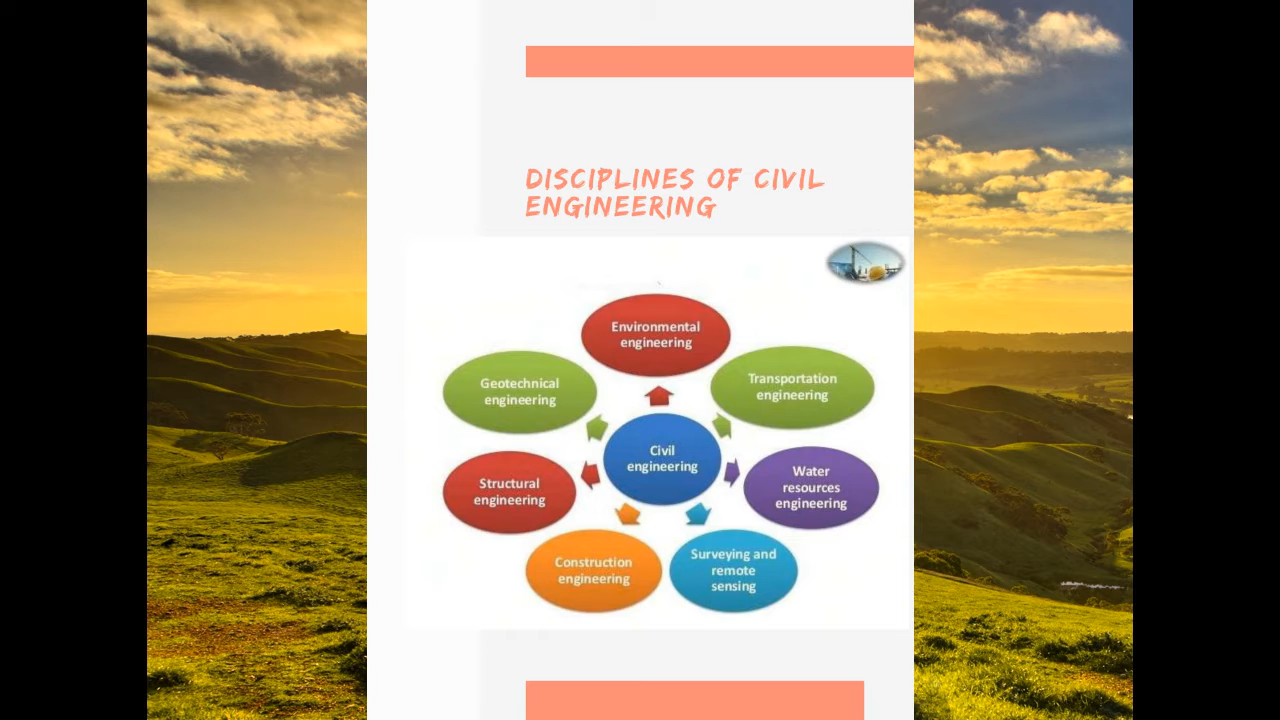 DISCIPLINES OF CIVIL
ENGINEERING
Environmental
engineering
Geotechnical
engineering
Transportation
engineering
Civil
engineering
Structural
engineering
Water
resources
engineering
Construction
engineering
Surveying and
remote
sensing